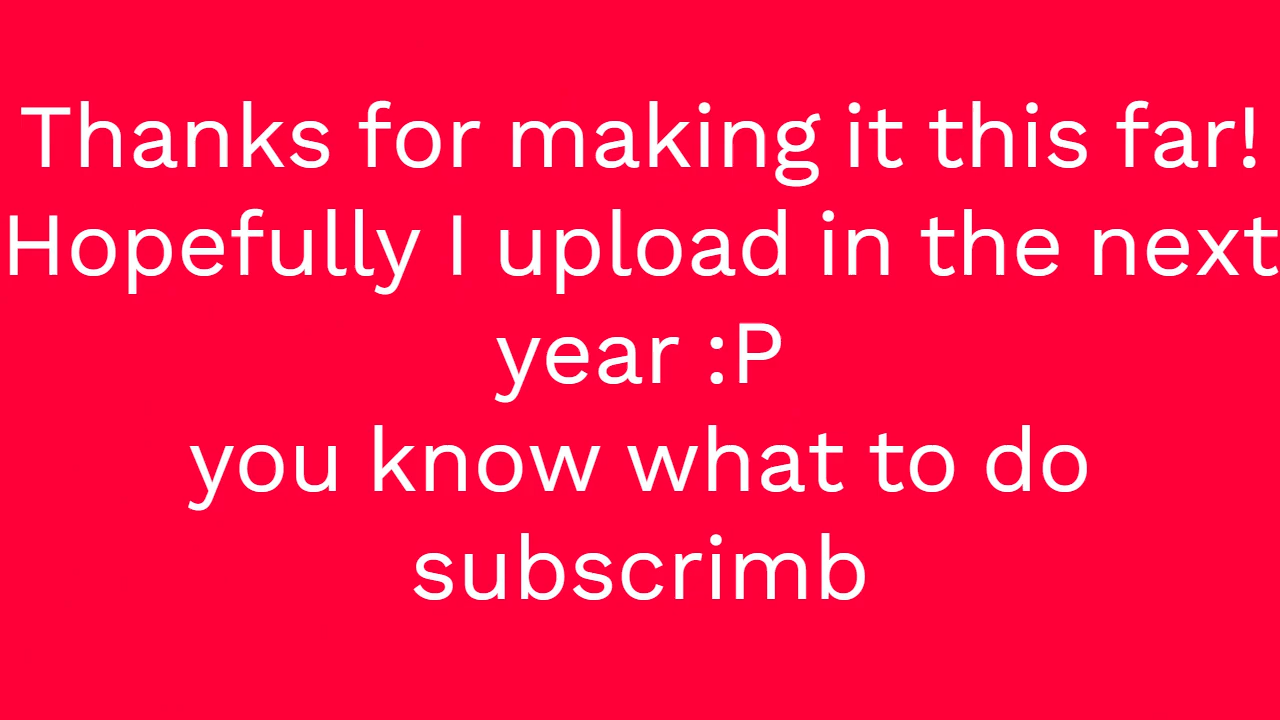 Thanks for making it this far!
Hopefully I upload in the next
year :P
you know what to do
subscrimb